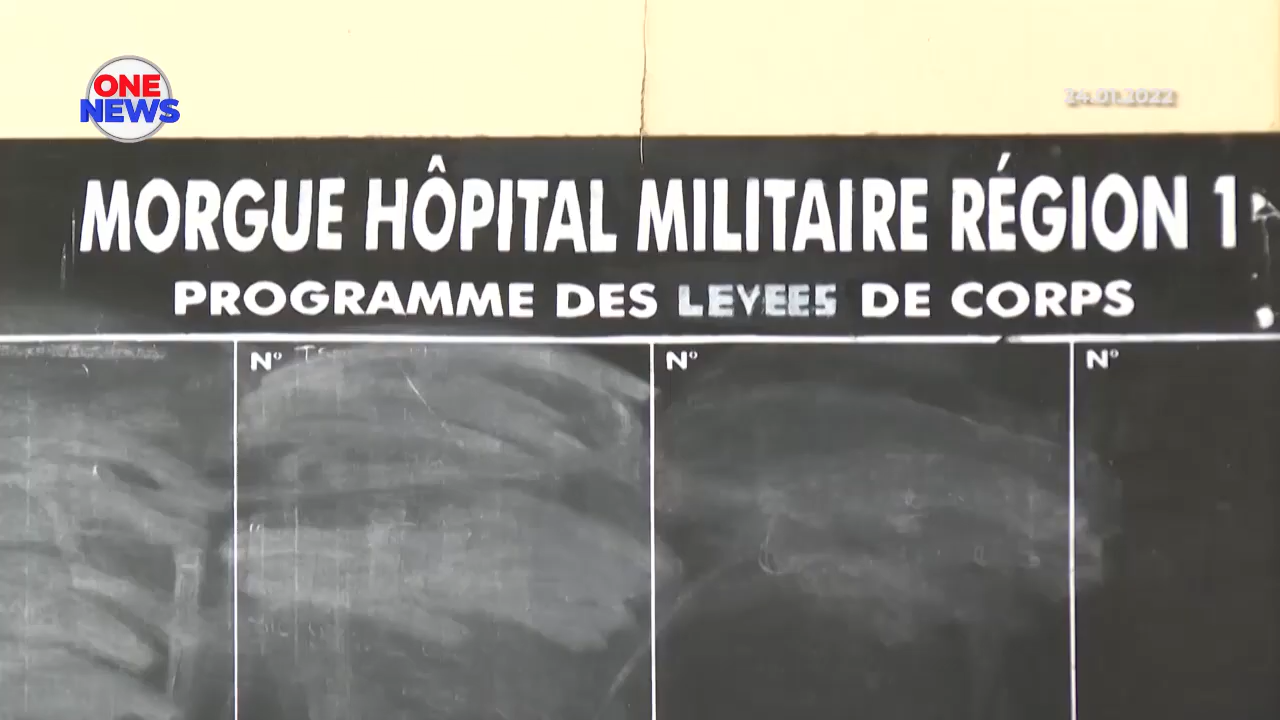 ONE
NEWS
24.01.2022
MORGUE HÔPITAL MILITAIRE RÉGION 1
PROGRAMME DES LEVEES DE CORPS
N°
N°
N°